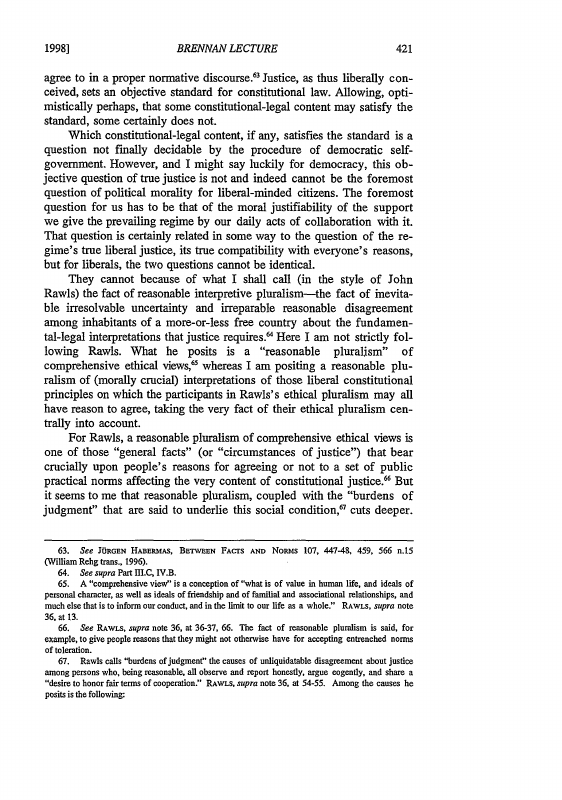 1998] BRENNAN LECTURE 421
agree to in a proper normative discourse.63 Justice, as thus liberally con-
ceived, sets an objective standard for constitutional law. Allowing, opti-
mistically perhaps, that some constitutional-legal content may satisfy the
standard, some certainly does not.
Which constitutional-legal content, if any, satisfies the standard is a
question not finally decidable by the procedure of democratic self-
government. However, and I might say luckily for democracy, this ob-
jective question of true justice is not and indeed cannot be the foremost
question of political morality for liberal-minded citizens. The foremost
question for us has to be that of the moral justifiability of the support
we give the prevailing regime by our daily acts of collaboration with it.
That question is certainly related in some way to the question of the re-
gime's true liberal justice, its true compatibility with everyone's reasons,
but for liberals, the two questions cannot be identical.
They cannot because of what I shall call (in the style of John
Rawls) the fact of reasonable interpretive pluralism—the fact of inevita-
ble irresolvable uncertainty and irreparable reasonable disagreement
among inhabitants of a more-or-less free country about the fundamen-
tal-legal interpretations that justice requires.64 Here I am not strictly fol-
lowing Rawls. What he posits is a "reasonable pluralism" of
comprehensive ethical views,65 whereas I am positing a reasonable plu-
ralism of (morally crucial) interpretations of those liberal constitutional
principles on which the participants in Rawls's ethical pluralism may all
have reason to agree, taking the very fact of their ethical pluralism cen-
trally into account.
For Rawls, a reasonable pluralism of comprehensive ethical views is
one of those "general facts" (or "circumstances of justice") that bear
crucially upon people's reasons for agreeing or not to a set of public
practical norms affecting the very content of constitutional justice.66 But
it seems to me that reasonable pluralism, coupled with the "burdens of
judgment" that are said to underlie this social condition,67 cuts deeper.
63. See JÜRGEN HABERMAS, BETWEEN FACTS AND NORMS 107, 447-48, 459, 566 n.15
(William Rehg trans., 1996).
64. See supra Part III.C, IV.B.
65. A "comprehensive view" is a conception of "what is of value in human life, and ideals of
personal character, as well as ideals of friendship and of familial and associational relationships, and
much else that is to inform our conduct, and in the limit to our life as a whole." RAWLS, supra note
36, at 13.
66. See RAWLS, supra note 36, at 36-37, 66. The fact of reasonable pluralism is said, for
example, to give people reasons that they might not otherwise have for accepting entrenched norms
of toleration.
67. Rawls calls "burdens of judgment" the causes of unliquidatable disagreement about justice
among persons who, being reasonable, all observe and report honestly, argue cogently, and share a
"desire to honor fair terms of cooperation." RAWLS, supra note 36, at 54-55. Among the causes he
posits is the following: